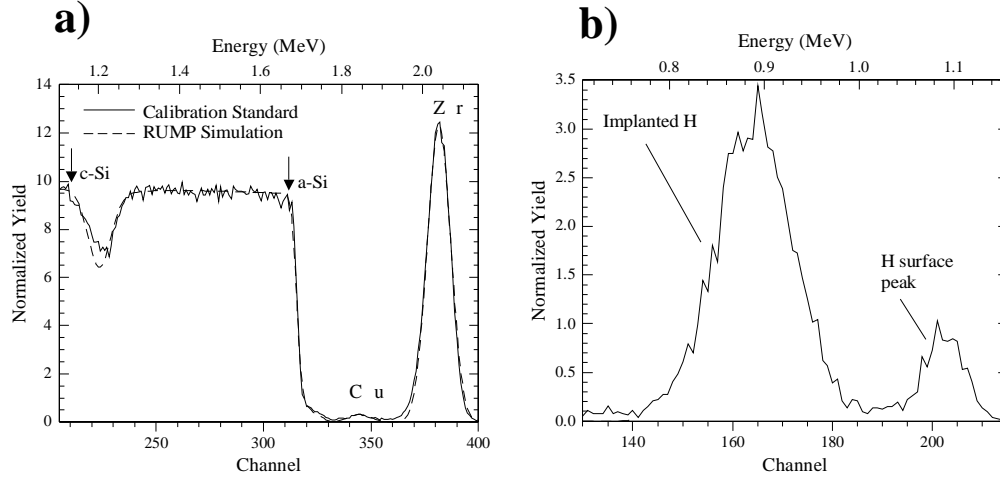 a)
Energy (MeV)
1.2 1.4 1.6 1.8 2.0
14
12
10
8
6
4
2
0
Normalized Yield
Calibration Standard
RUMP Simulation
c-Si
a-Si
Z r
C u
250 300 350 400
Channel
b)
Energy (MeV)
0.8 0.9 1.0 1.1
3.5
3.0
2.5
2.0
1.5
1.0
0.5
0.0
Normalized Yield
Implanted H
H surface
peak
140 160 180 200
Channel